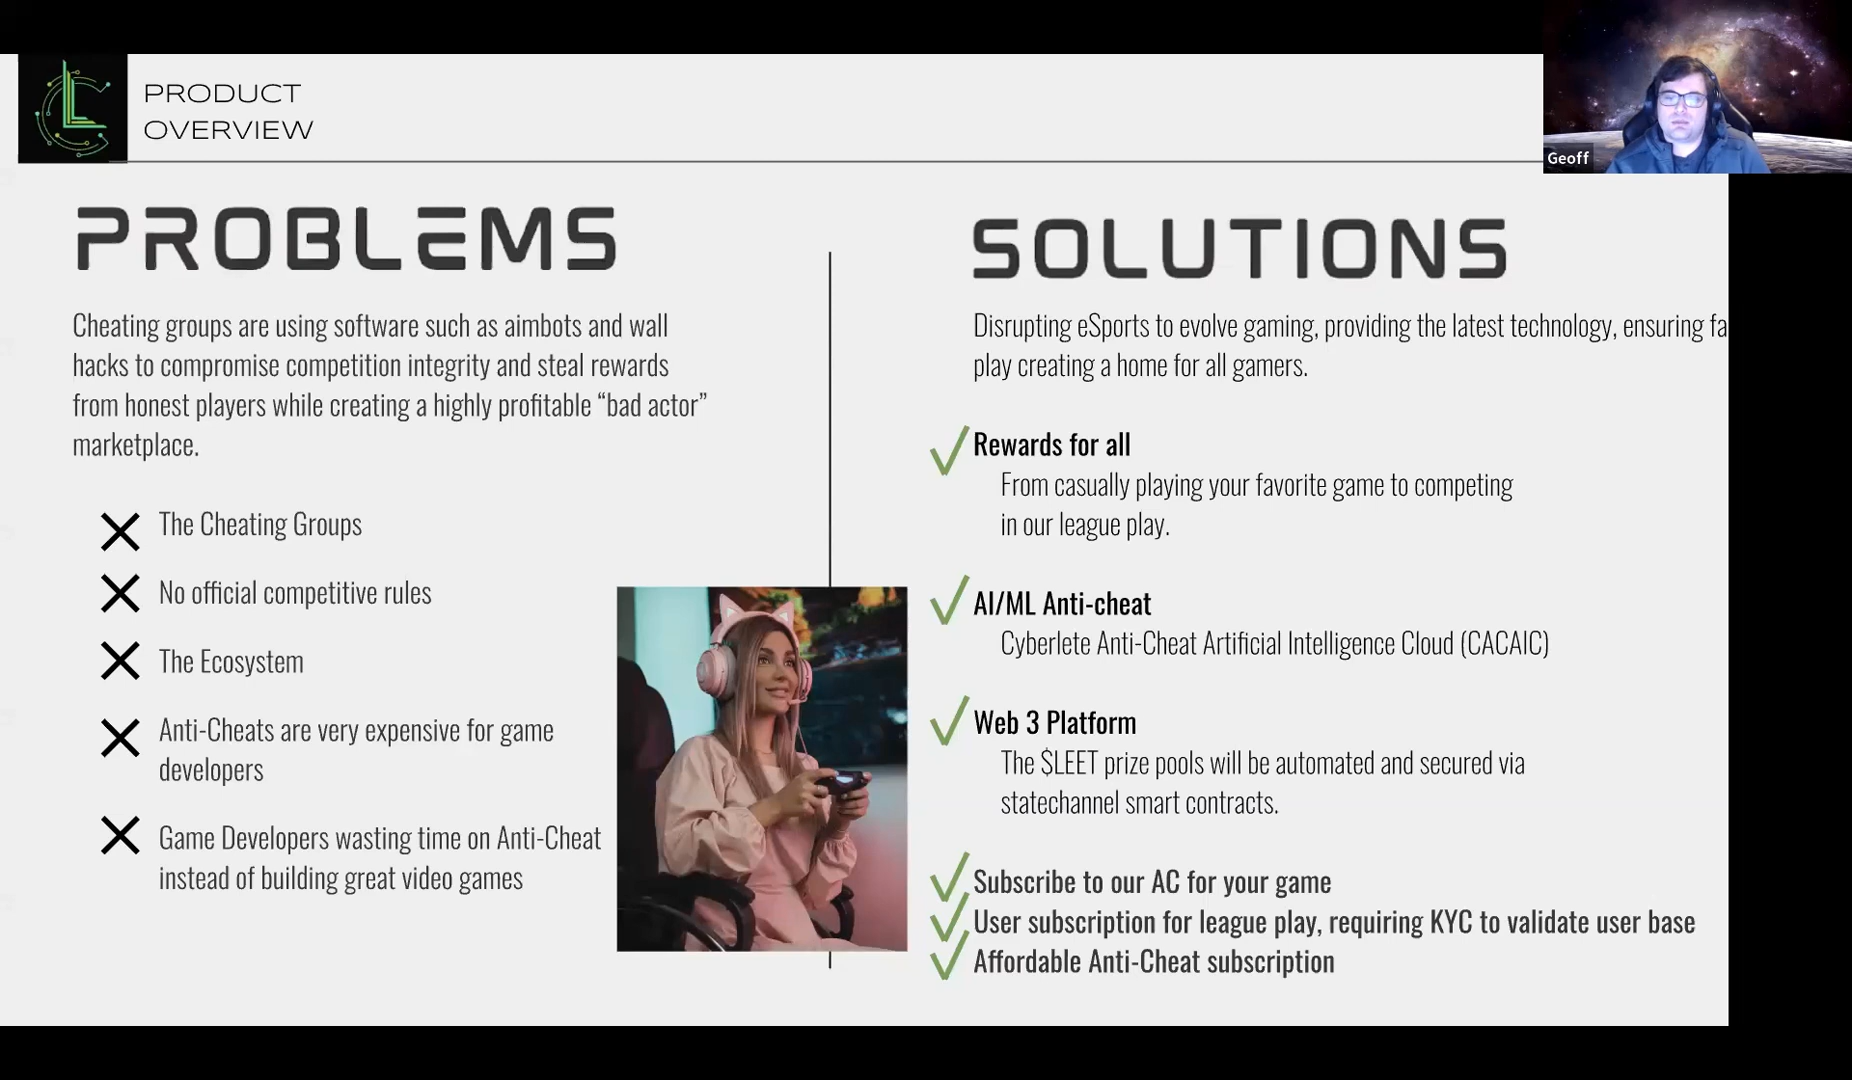 PRODUCT
OVERVIEW
Geoff
PROBLEMS
Cheating groups are using software such as aimbots and wall
hacks to compromise competition integrity and steal rewards
from honest players while creating a highly profitable “bad actor”
marketplace.
The Cheating Groups
No official competitive rules
The Ecosystem
Anti-Cheats are very expensive for game
developers
Game Developers wasting time on Anti-Cheat
instead of building great video games
SOLUTIONS
Disrupting eSports to evolve gaming, providing the latest technology, ensuring fa
play creating a home for all gamers.
Rewards for all
From casually playing your favorite game to competing
in our league play.
AI/ML Anti-cheat
Cyberlete Anti-Cheat Artificial Intelligence Cloud (CACAIC)
Web 3 Platform
The $LEET prize pools will be automated and secured via
statechannel smart contracts.
Subscribe to our AC for your game
User subscription for league play, requiring KYC to validate user base
Affordable Anti-Cheat subscription